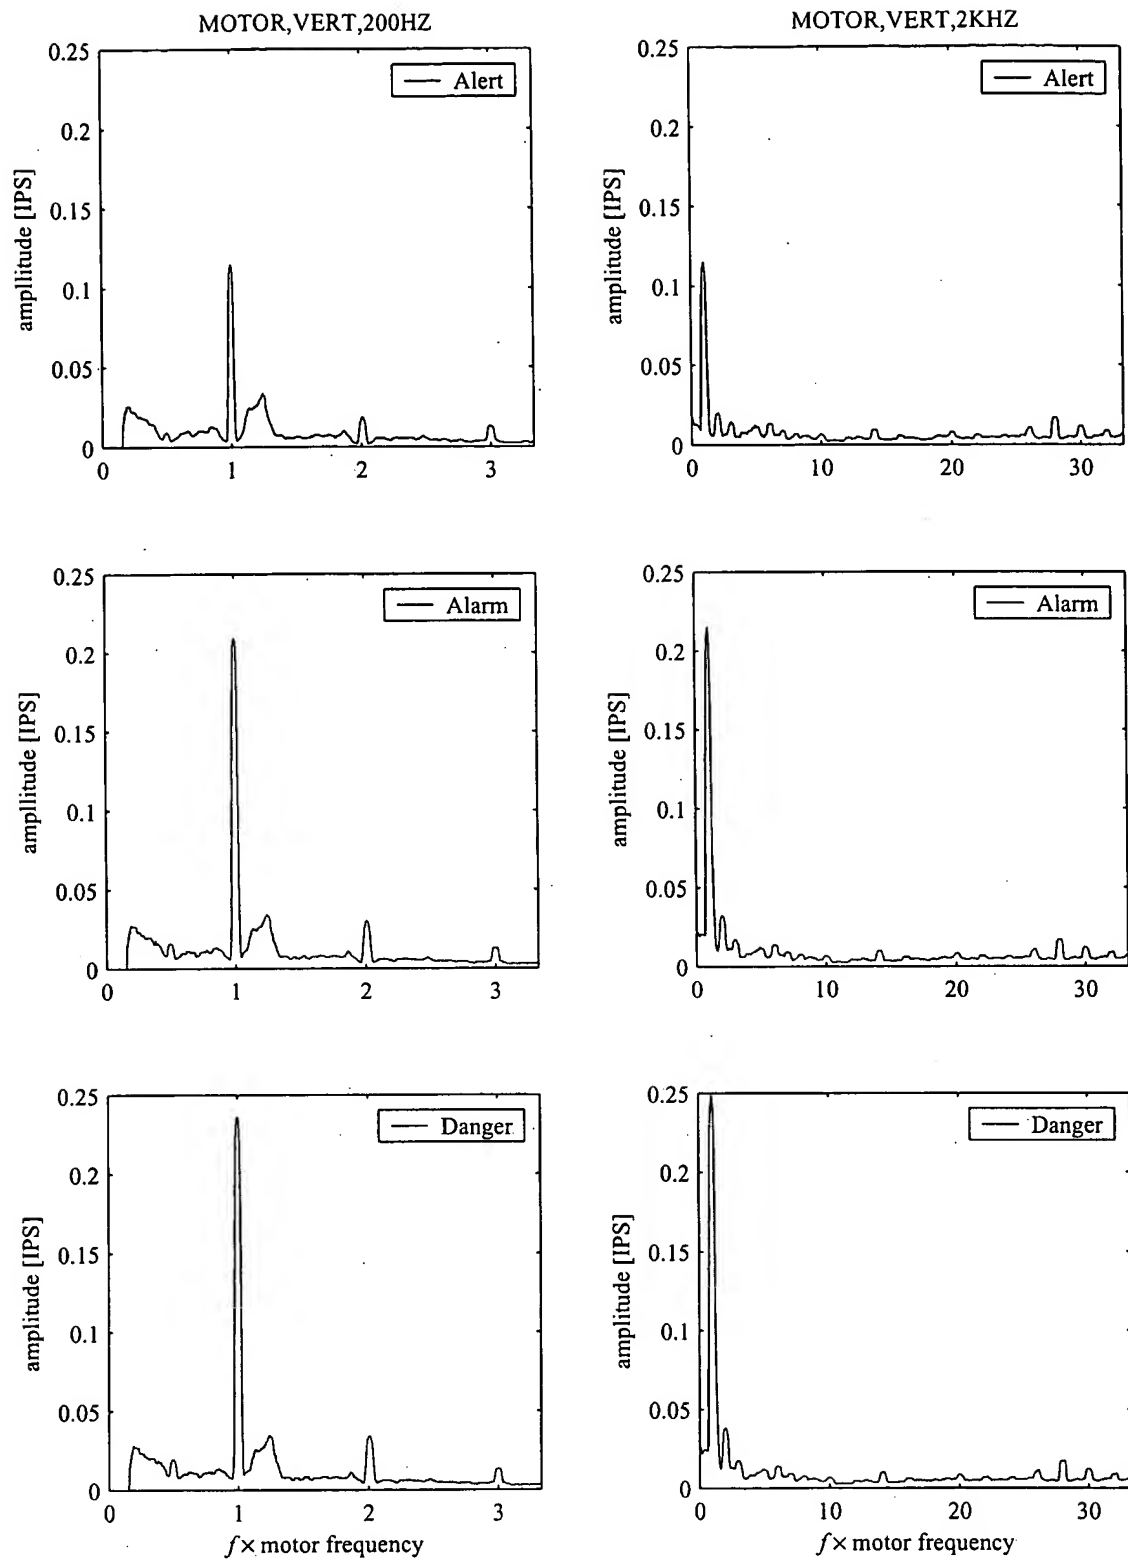 MOTOR,VERT,200HZ
MOTOR,VERT,2KHZ
0.25
0.2
0.15
0.1
0.05
0
ampllitude [IPS]
Alert
0 1 2 3
0.25
0.2
0.15
0.1
0.05
0
amplitude [IPS]
Alert
0 10 20 30
0.25
0.2
0.15
0.1
0.05
0
ampllitude [IPS]
Alarm
0 1 2 3
0.25
0.2
0.15
0.1
0.05
0
amplitude [IPS]
Alarm
0 10 20 30
0.25
0.2
0.15
0.1
0.05
0
amplitude [IPS]
Danger
0 1 2 3
f× motor frequency
0.25
0.2
0.15
0.1
0.05
0
amplitude [IPS]
Danger
0 10 20 30
f× motor frequency